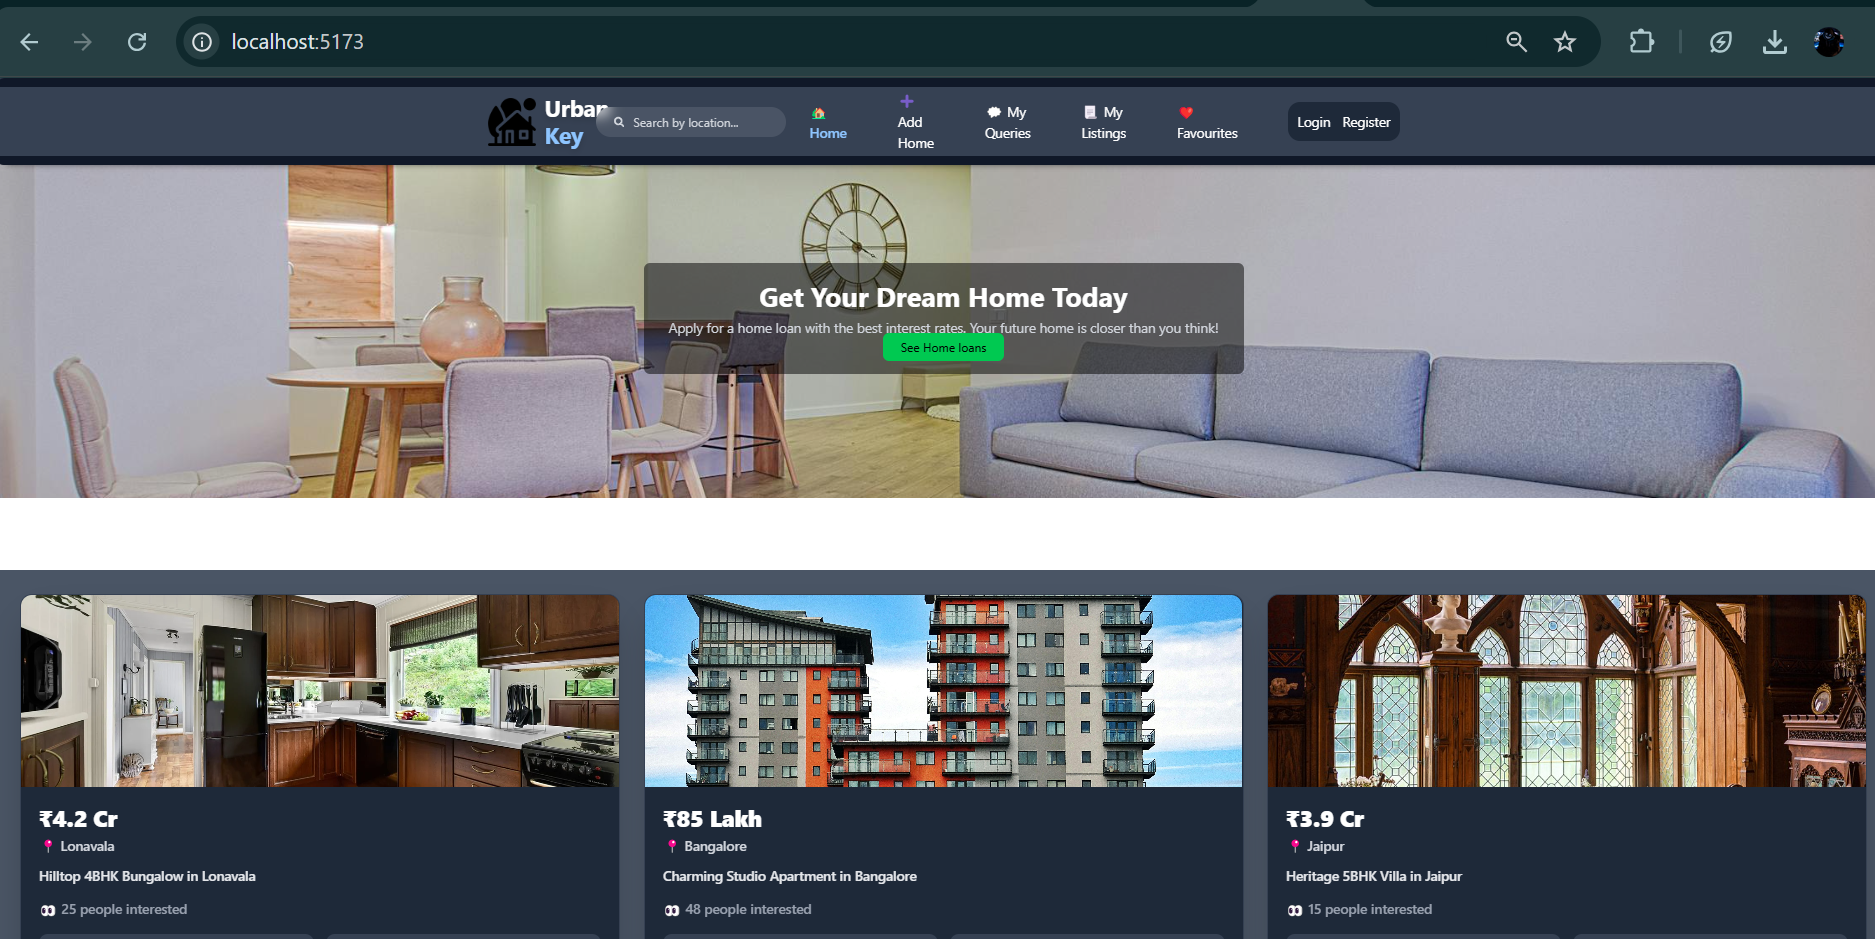 localhost:5173
Urban
Key
Search by location...
Home
Add
Home
My
Queries
My
Listings
Favourites
Login Register
Get Your Dream Home Today
Apply for a home loan with the best interest rates. Your future home is closer than you think!
See Home loans
₹4.2 Cr
Lonavala
Hilltop 4BHK Bungalow in Lonavala
25 people interested
₹85 Lakh
Bangalore
Charming Studio Apartment in Bangalore
48 people interested
₹3.9 Cr
Jaipur
Heritage 5BHK Villa in Jaipur
15 people interested